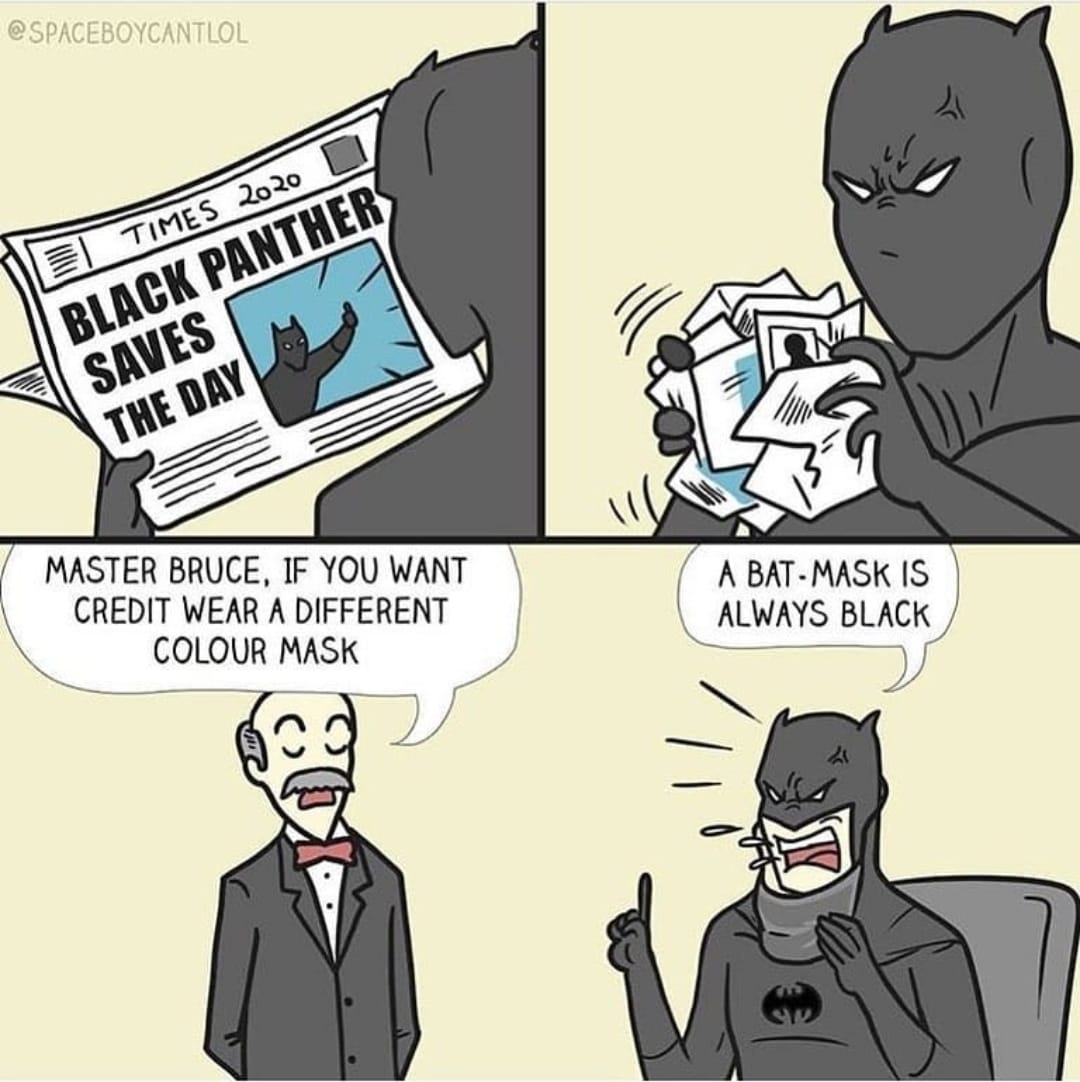 @SPACEBOYCANTLOL
TIMES 2020
BLACK PANTHER
SAVES
THE DAY
MASTER BRUCE, IF YOU WANT
CREDIT WEAR A DIFFERENT
COLOUR MASK
A BAT-MASK IS
ALWAYS BLACK